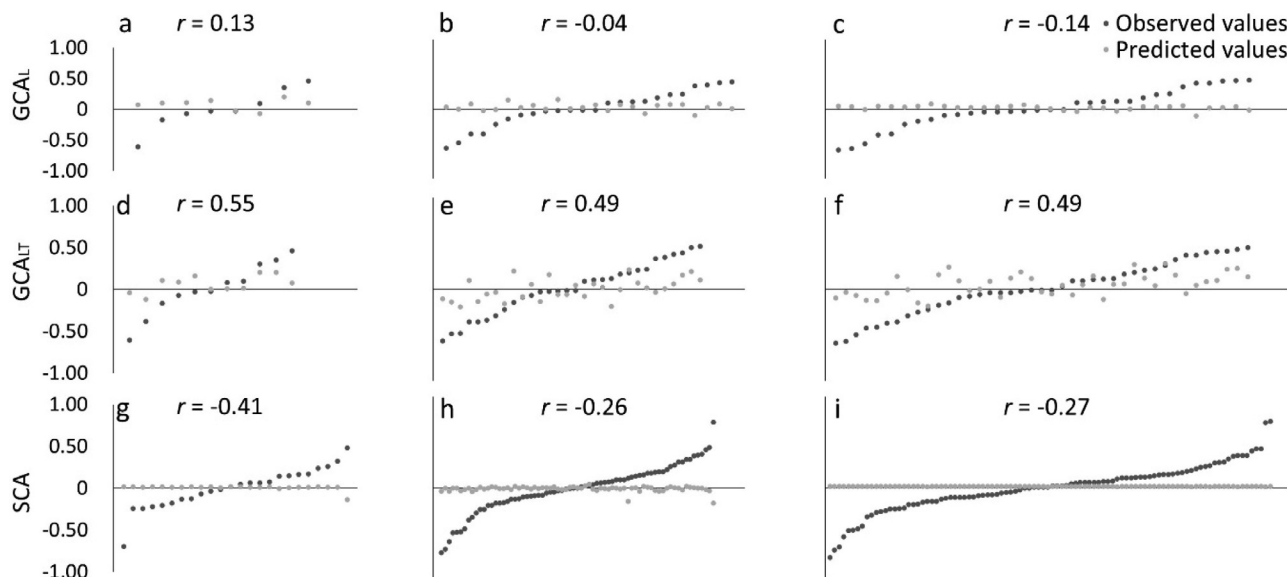 a r = 0.13 b r = -0.04 c r = -0.14 Observed values
Predicted values
GCAL
1.00
0.50
0
-0.50
-1.00
d r = 0.55 e r = 0.49 f r = 0.49
GCALT
1.00
0.50
0
-0.50
-1.00
g r = -0.41 h r = -0.26 i r = -0.27
SCA
1.00
0.50
0
-0.50
-1.00